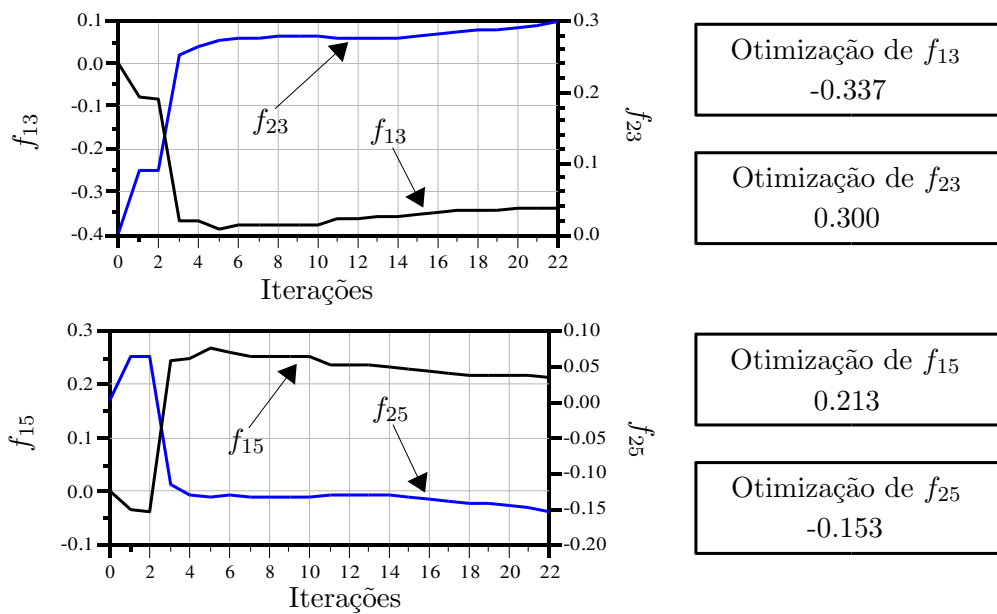 0.1
0.0
-0.1
-0.2
-0.3
-0.4
f13
0.3
0.2
0.1
0.0
f23
f23
f13
0 2 4 6 8 10 12 14 16 18 20 22
Iterações
Otimização de f13
-0.337
Otimização de f23
0.300
0.3
0.2
0.1
0.0
-0.1
f15
0.10
0.05
0.00
-0.05
-0.10
-0.15
-0.20
f25
f25
f15
0 2 4 6 8 10 12 14 16 18 20 22
Iterações
Otimização de f15
0.213
Otimização de f25
-0.153